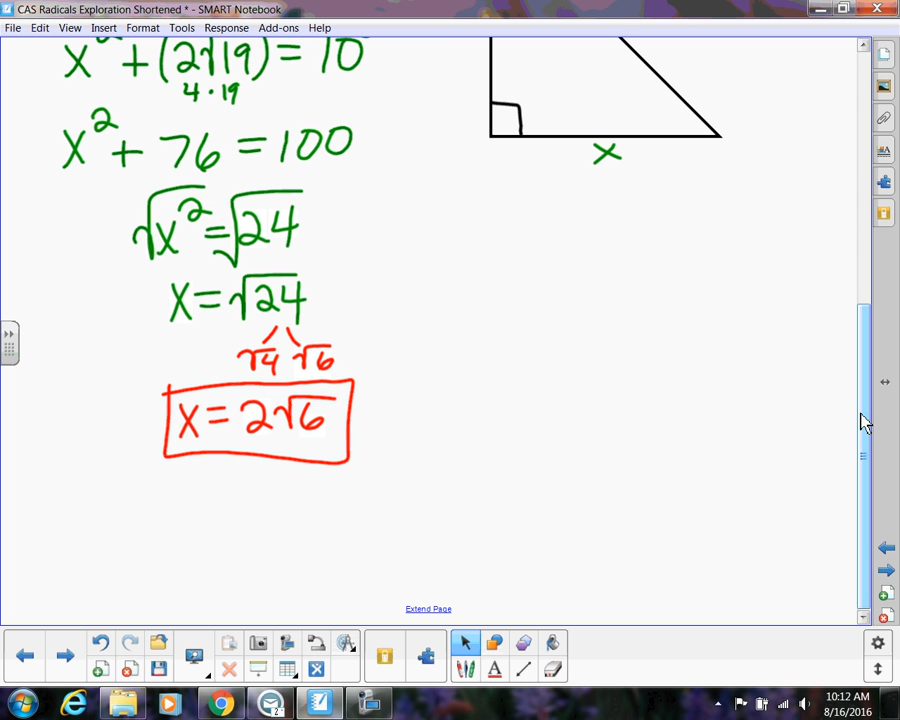 CAS Radicals Exploration Shortened * - SMART Notebook
File Edit View Insert Format Tools Response Add-ons Help
x² + (2√19) = 10
4 · 19
x² + 76 = 100
x
√x² = √24
x = √24
√4 √6
x = 2√6
Extend Page
A
2
10:12 AM
8/16/2016